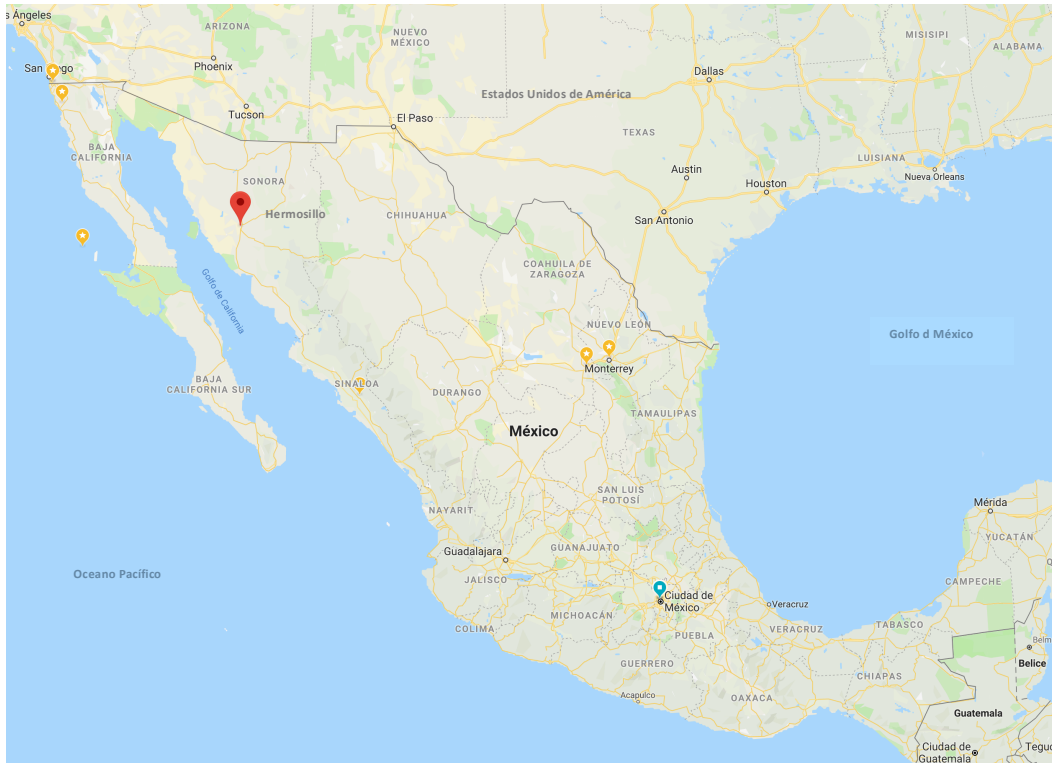 s Ángeles
ARIZONA
NUEVO
MÉXICO
MISISIPI
ALABAMA
San
go
Phoenix
Dallas
Estados Unidos de América
Tucson
El Paso
TEXAS
BAJA
CALIFORNIA
LUISIANA
Austin
Houston
Nueva Orleans
SONORA
Hermosillo
CHIHUAHUA
San Antonio
COAHUILA DE
ZARAGOZA
Golfo de California
NUEVO LEÓN
Golfo d México
Monterrey
BAJA
CALIFORNIA SUR
SINALOA
DURANGO
TAMAULIPAS
México
SAN LUIS
POTOSÍ
Mérida
NAYARIT
YUCATÁN
Guadalajara
GUANAJUATO
Oceano Pacífico
JALISCO
CAMPECHE
Ciudad de
México
Veracruz
MICHOACÁN
COLIMA
VERACRUZ
TABASCO
PUEBLA
Belm
Belice
GUERRERO
CHIAPAS
Acapulco
OAXACA
Guatemala
Ciudad de
Guatemala
Tegu